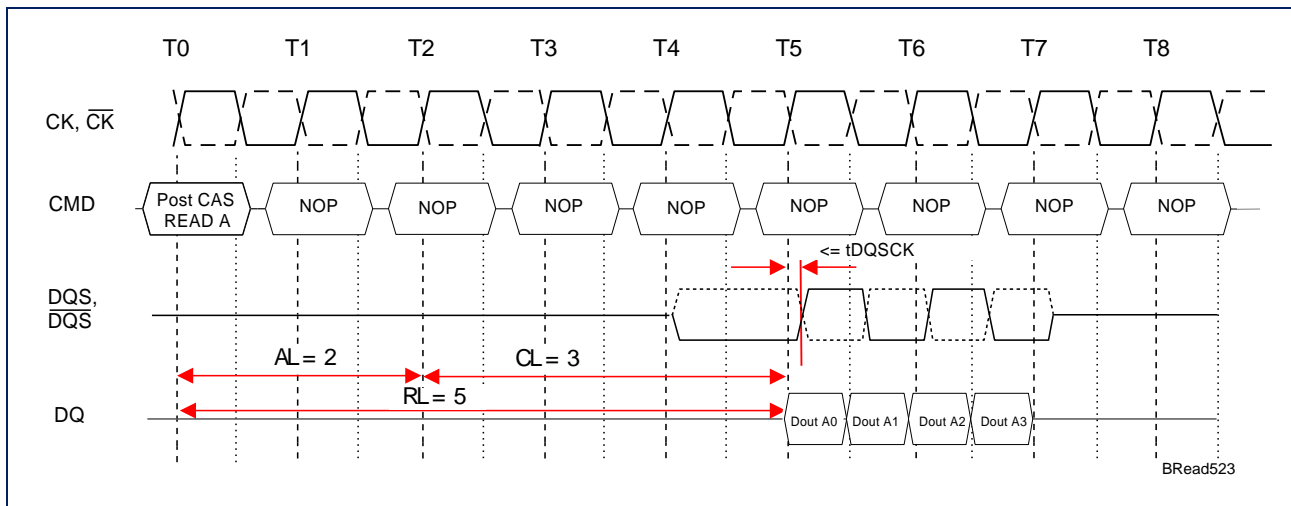 T0 T1 T2 T3 T4 T5 T6 T7 T8
CK, CK
CMD
Post CAS
READ A
NOP NOP NOP NOP NOP NOP NOP NOP
<= tDQSCK
DQS,
DQS
AL = 2 CL = 3
RL = 5
DQ
Dout A0 Dout A1 Dout A2 Dout A3
BRead523